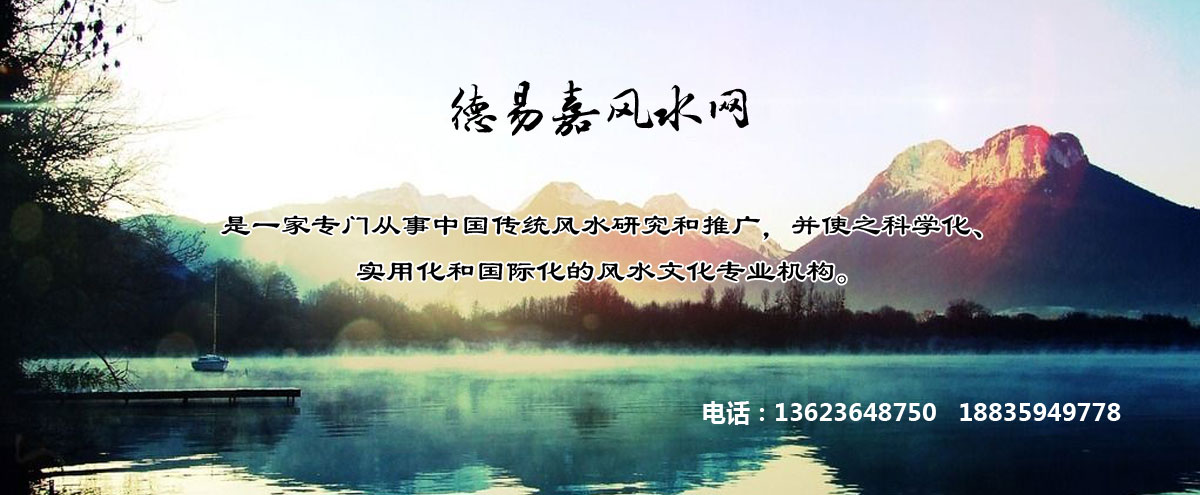 德易嘉风水网
是一家专门从事中国传统风水研究和推广，并使之科学化、
实用化和国际化的风水文化专业机构。
电话：13623648750 18835949778